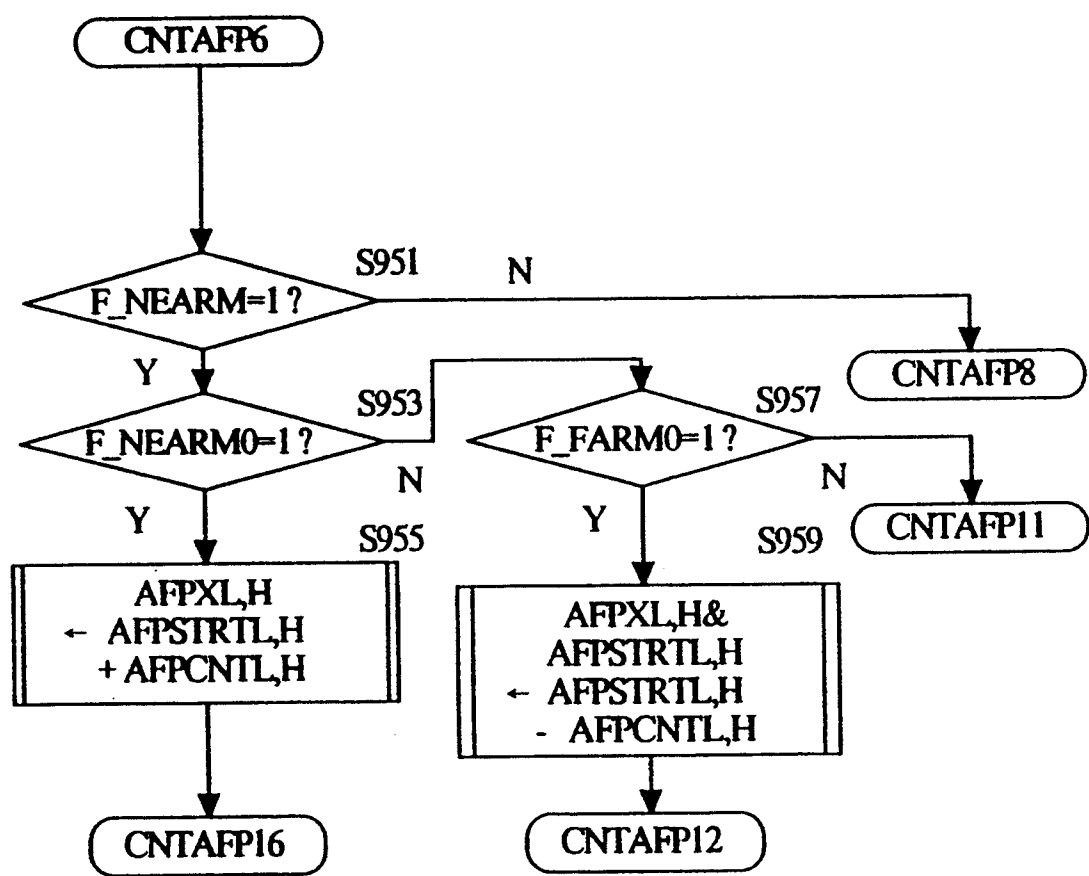 CNTAFP6
S951
F_NEARM=1?
N
Y
CNTAFP8
S953
F_NEARM0=1?
N
Y
S957
F_FARM0=1?
N
Y
CNTAFP11
S955
AFPXL,H
← AFPSTRTL,H
+ AFPCNTL,H
S959
AFPXL,H&
AFPSTRTL,H
← AFPSTRTL,H
- AFPCNTL,H
CNTAFP16
CNTAFP12